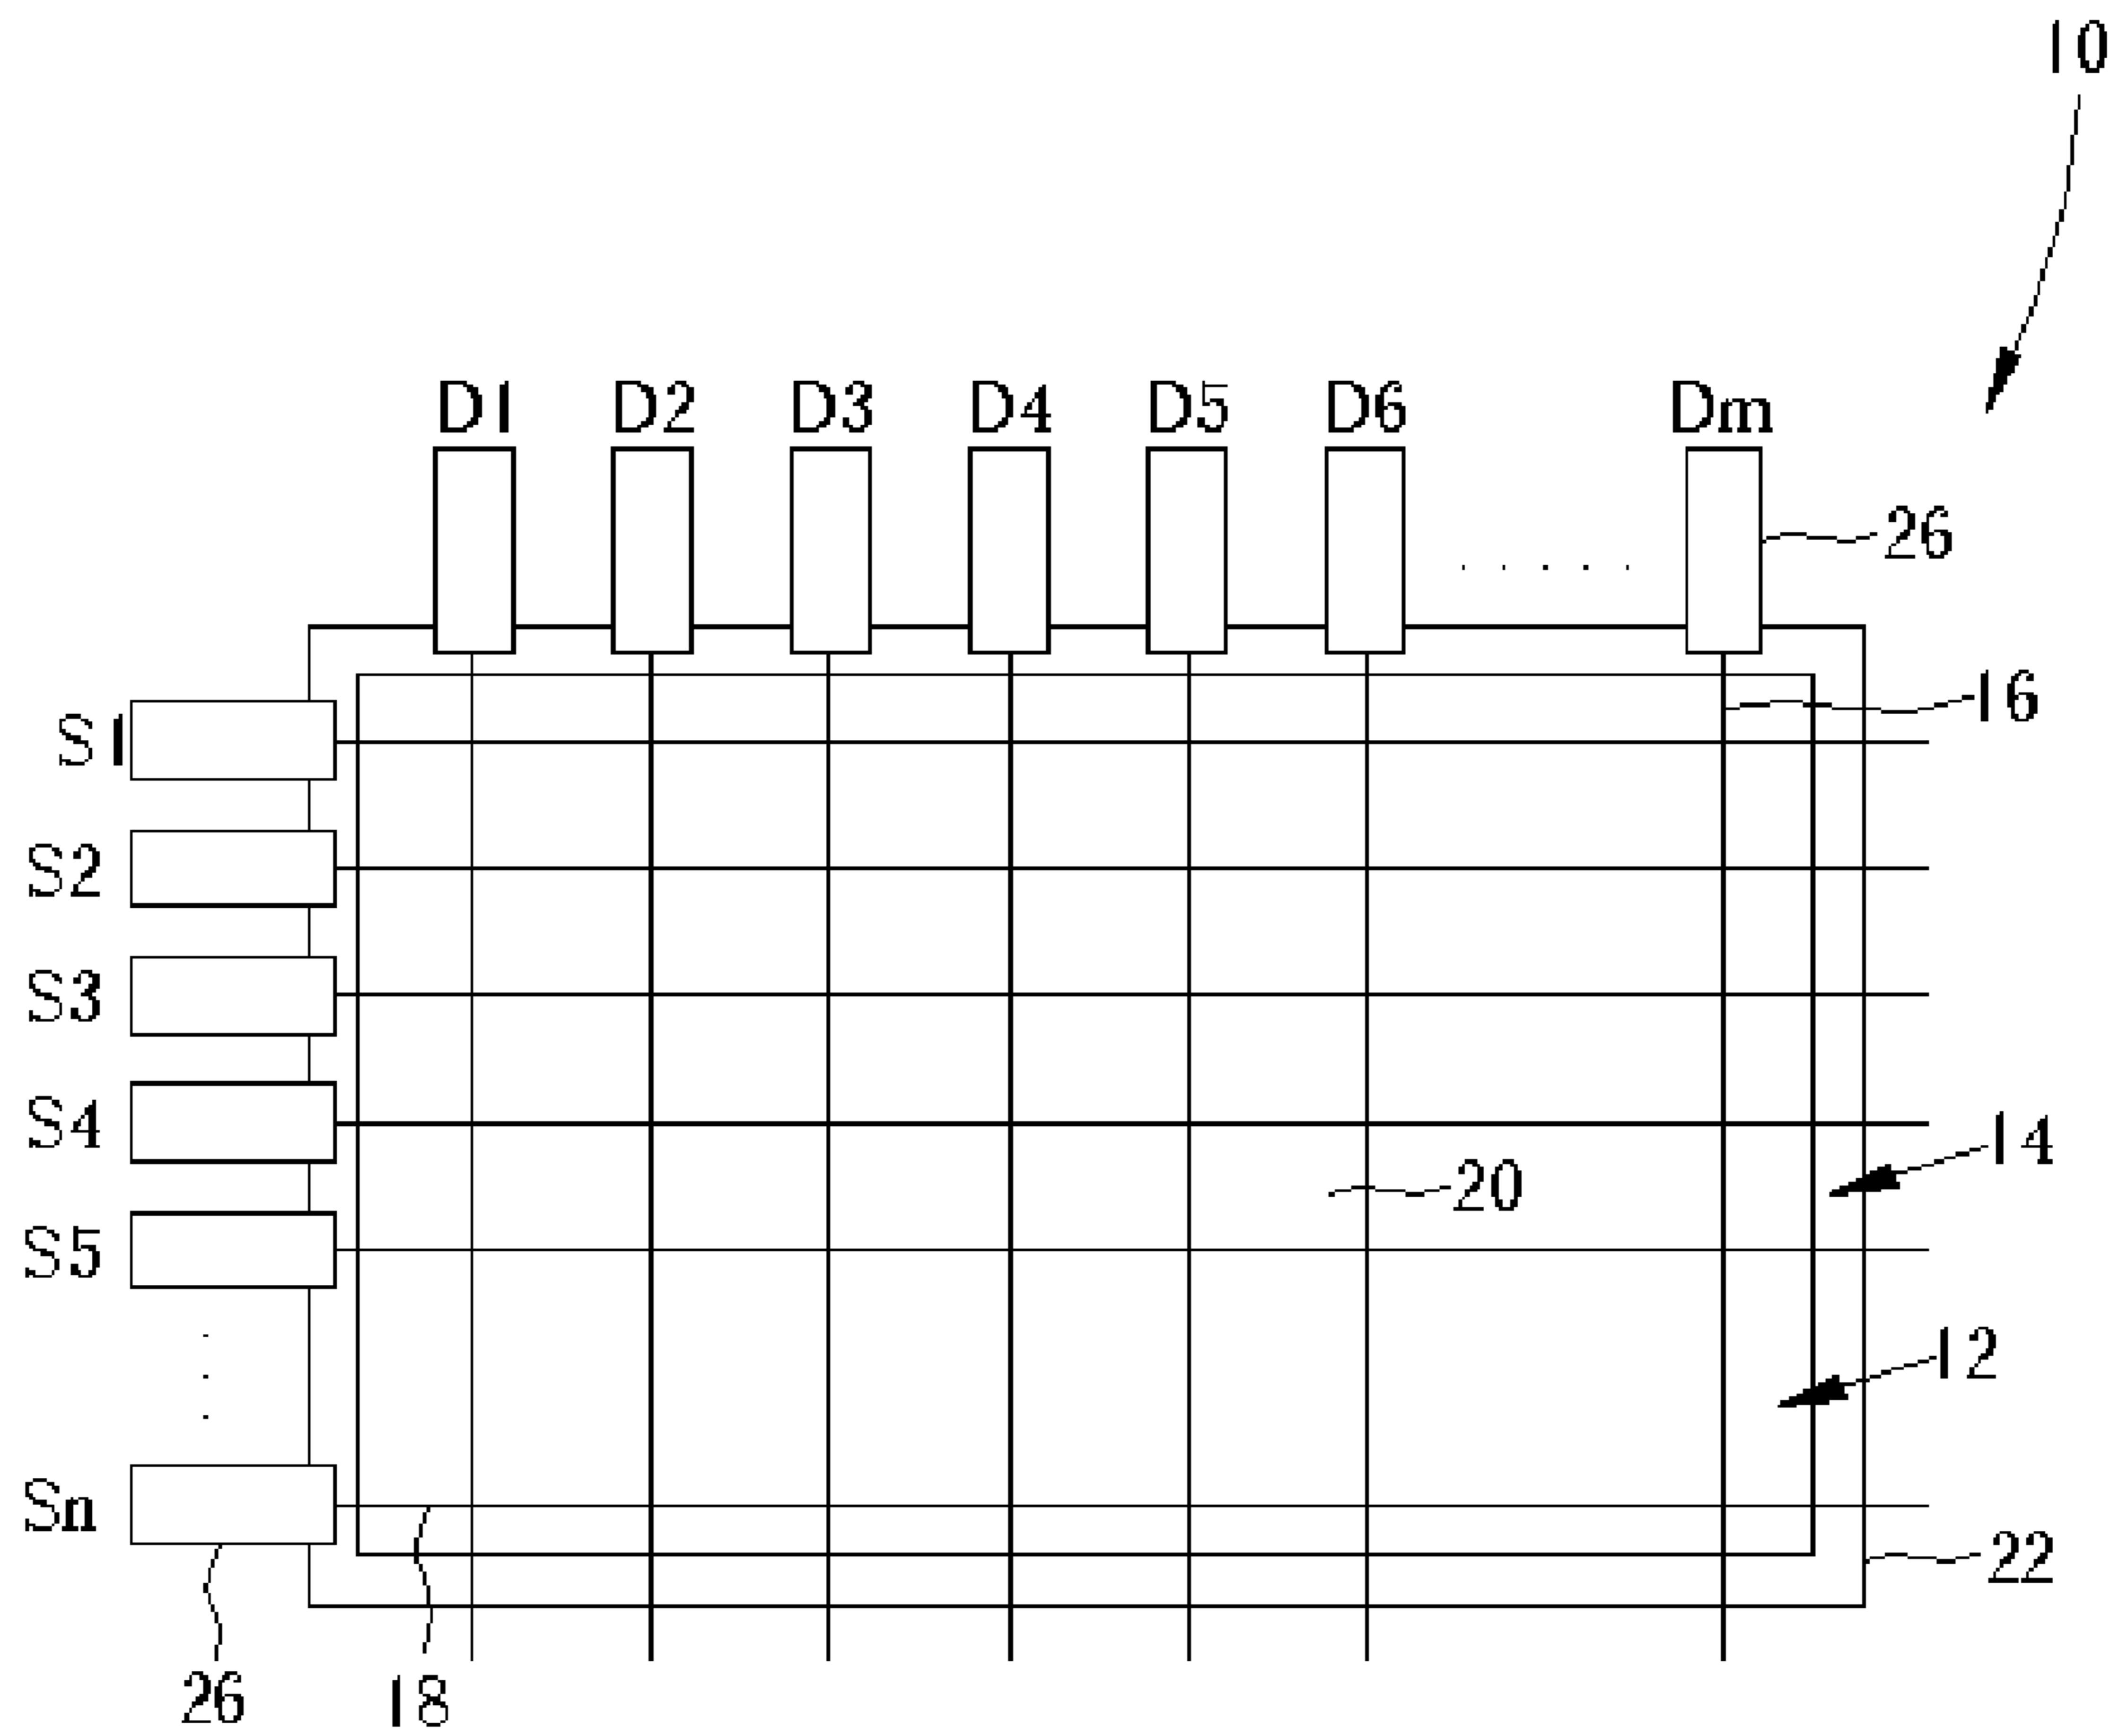 10
D1 D2 D3 D4 D5 D6 ..... Dm
26
16
S1
S2
S3
S4
14
20
S5
12
Sn
22
26 18